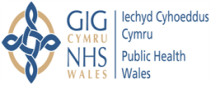 GIG
CYMRU
NHS
WALES
Iechyd Cyhoeddus
Cymru
Public Health
Wales